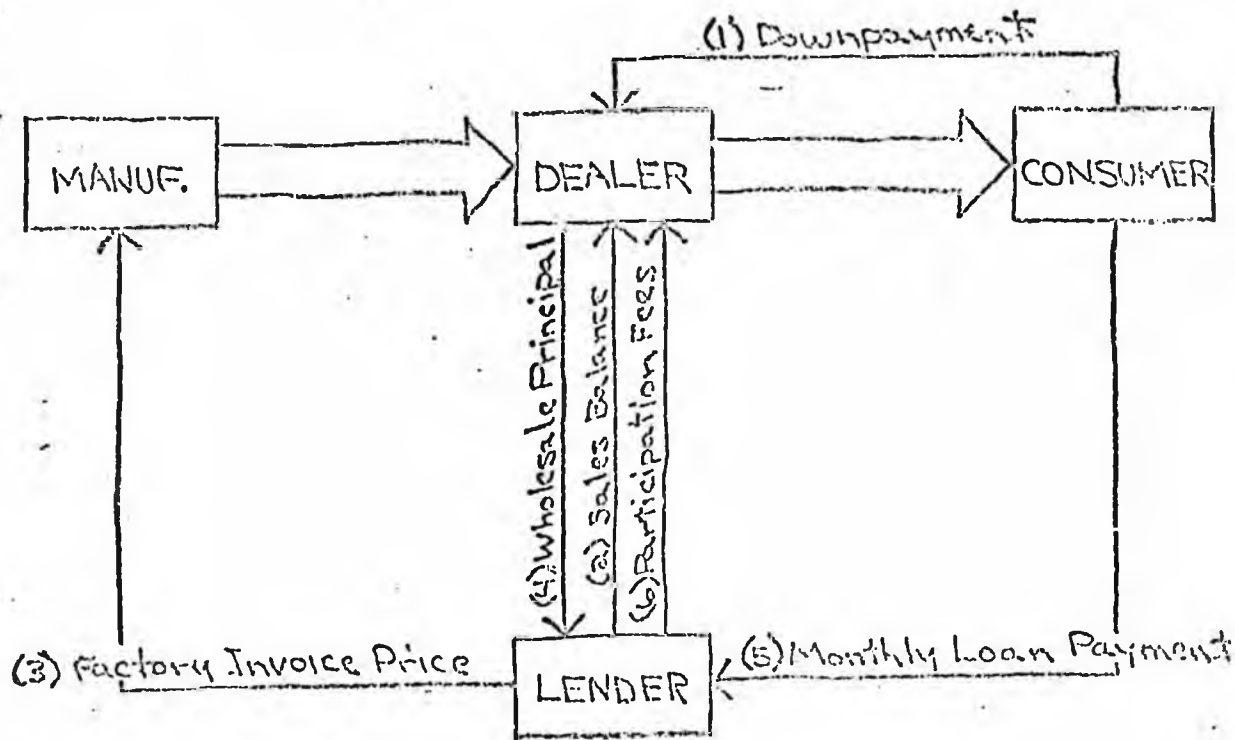 (1) Downpayment
MANUF.
DEALER
CONSUMER
(4) Wholesale Principal
(2) Sales Balance
(6) Participation Fees
(3) Factory Invoice Price
(5) Monthly Loan Payment
LENDER